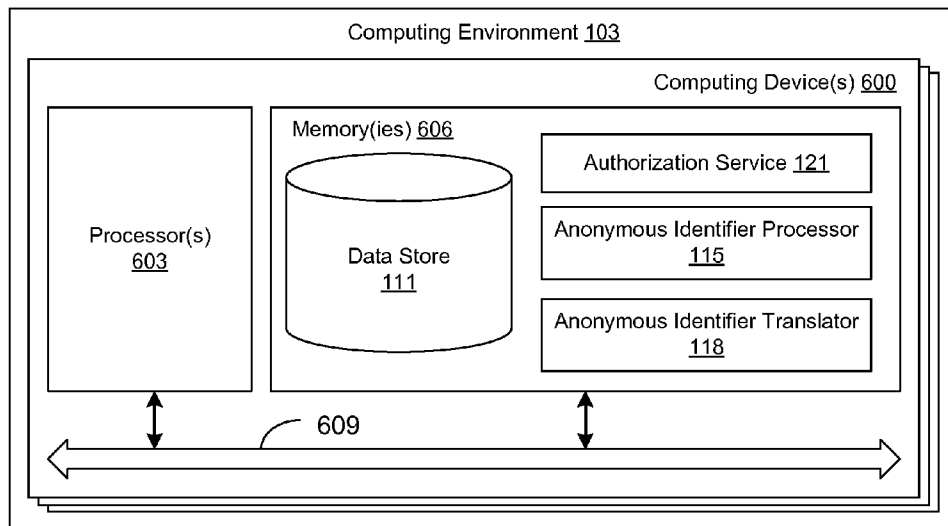 Computing Environment 103
Computing Device(s) 600
Memory(ies) 606
Authorization Service 121
Processor(s)
603
Data Store
111
Anonymous Identifier Processor
115
Anonymous Identifier Translator
118
609